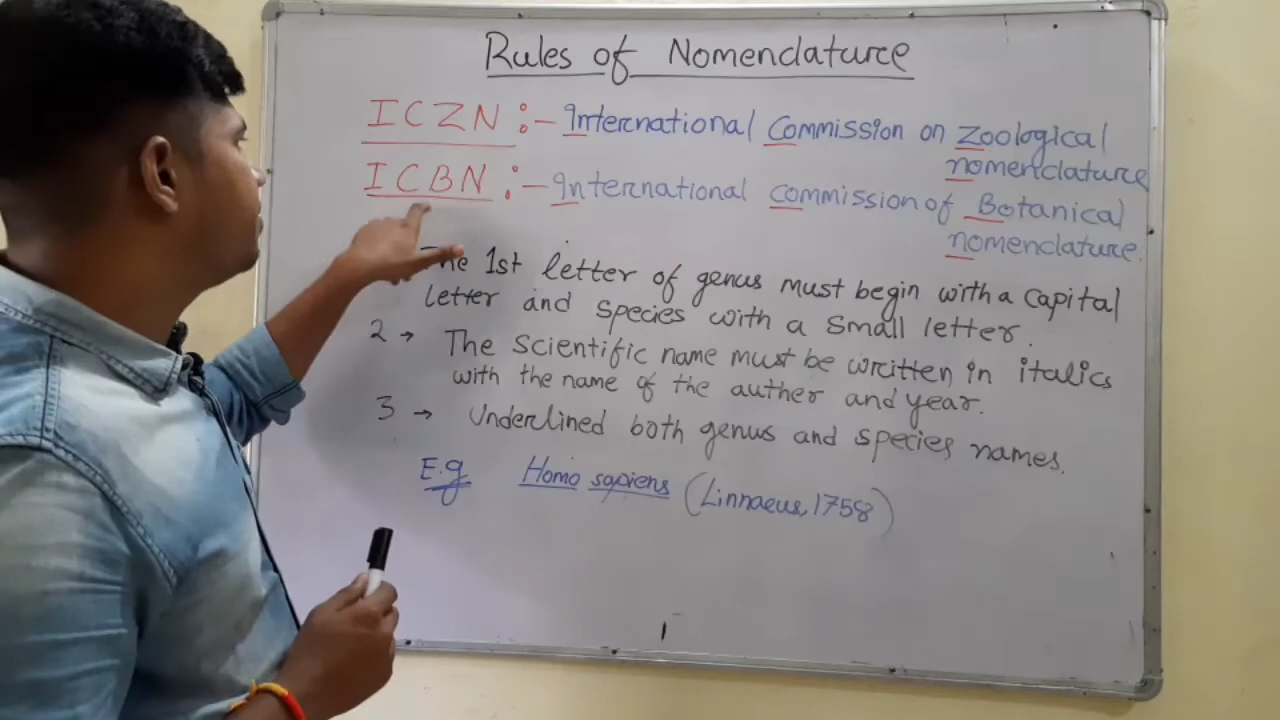 Rules of Nomenclature
ICZN :- International Commission on Zoological
nomenclature
ICBN :- International commission of Botanical
nomenclature.
The 1st letter of genus must begin with a capital
letter and species with a small letter.
2 → The scientific name must be written in italics
with the name of the auther and year.
3 → Underlined both genus and species names.
E.g Homo sapiens (Linnaeus, 1758)